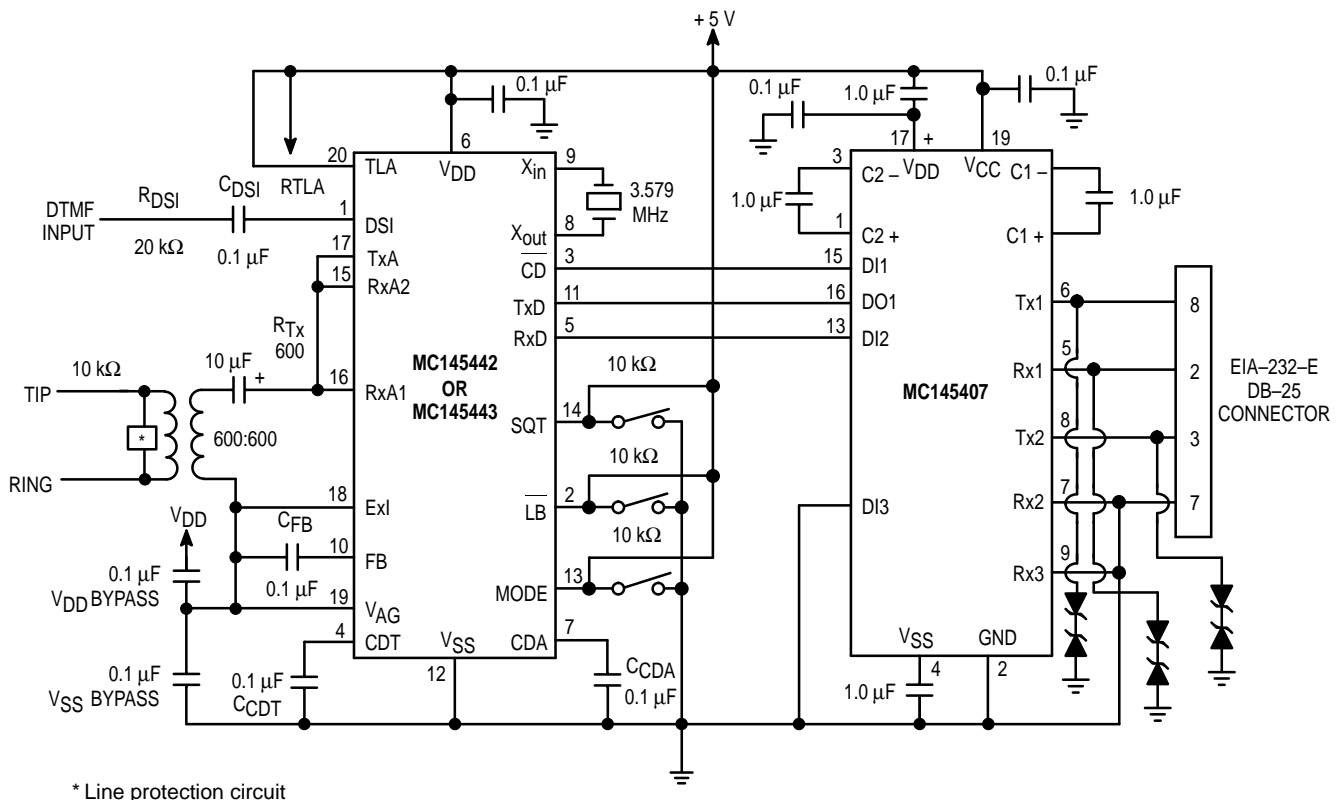 + 5 V
0.1 µF
0.1 µF
1.0 µF
0.1 µF
6
17
+
19
20
TLA
VDD
Xin
9
3
C2 –
VDD
VCC
C1 –
RTLA
3.579
MHz
1.0 µF
1.0 µF
DTMF
INPUT
RDSI
20 kΩ
CDSI
0.1 µF
1
DSI
Xout
8
1
C2 +
C1 +
17
TxA
CD
3
15
DI1
15
RxA2
TxD
11
16
DO1
Tx1
6
8
RTx
600
RxD
5
13
DI2
10 kΩ
10 µF
+
16
RxA1
MC145442
OR
MC145443
10 kΩ
MC145407
Rx1
5
2
EIA–232–E
DB–25
CONNECTOR
TIP
*
600:600
SQT
14
10 kΩ
Tx2
8
3
RING
18
ExI
LB
2
10 kΩ
DI3
Rx2
7
7
VDD
CFB
0.1 µF
10
FB
MODE
13
Rx3
9
0.1 µF
VDD BYPASS
19
VAG
4
CDT
VSS
12
CDA
7
VSS
4
GND
2
0.1 µF
VSS BYPASS
0.1 µF
CCDT
CCDA
0.1 µF
1.0 µF
* Line protection circuit